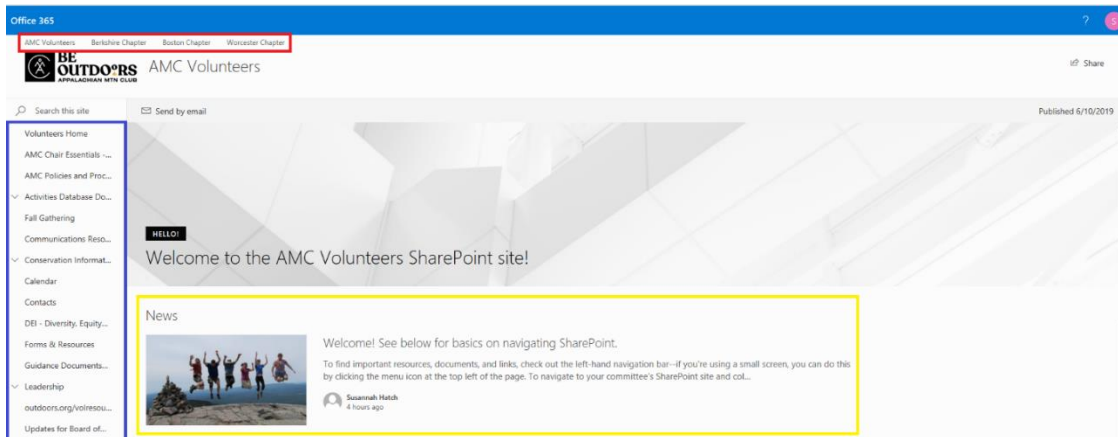 Office 365
?
S
AMC Volunteers Berkshire Chapter Boston Chapter Worcester Chapter
BE
OUTDOORS
APPALACHIAN MTN CLUB
AMC Volunteers
Share
Search this site
Send by email
Published 6/10/2019
Volunteers Home
AMC Chair Essentials -...
AMC Policies and Proc...
Activities Database Do...
Fall Gathering
Communications Reso...
Conservation Informat...
Calendar
Contacts
DEI - Diversity, Equity...
Forms & Resources
Guidance Documents...
Leadership
outdoors.org/volresou...
Updates for Board of...
HELLO!
Welcome to the AMC Volunteers SharePoint site!
News
Welcome! See below for basics on navigating SharePoint.
To find important resources, documents, and links, check out the left-hand navigation bar--if you're using a small screen, you can do this
by clicking the menu icon at the top left of the page. To navigate to your committee's SharePoint site and col...
Susannah Hatch
4 hours ago